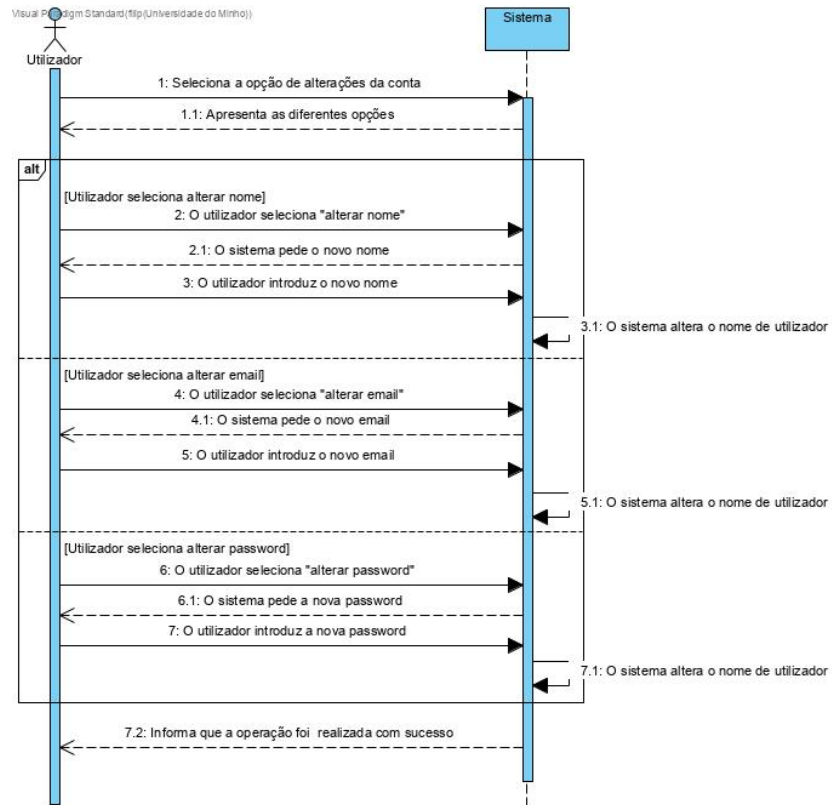 Visual Paradigm Standard(filip(Universidade do Minho))
Sistema
Utilizador
1: Seleciona a opção de alterações da conta
1.1: Apresenta as diferentes opções
alt
[Utilizador seleciona alterar nome]
2: O utilizador seleciona "alterar nome"
2.1: O sistema pede o novo nome
3: O utilizador introduz o novo nome
3.1: O sistema altera o nome de utilizador
[Utilizador seleciona alterar email]
4: O utilizador seleciona "alterar email"
4.1: O sistema pede o novo email
5: O utilizador introduz o novo email
5.1: O sistema altera o nome de utilizador
[Utilizador seleciona alterar password]
6: O utilizador seleciona "alterar password"
6.1: O sistema pede a nova password
7: O utilizador introduz a nova password
7.1: O sistema altera o nome de utilizador
7.2: Informa que a operação foi realizada com sucesso